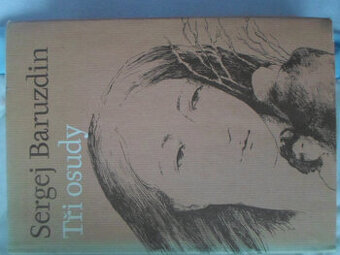 Sergej Baruzdin
Tři osudy